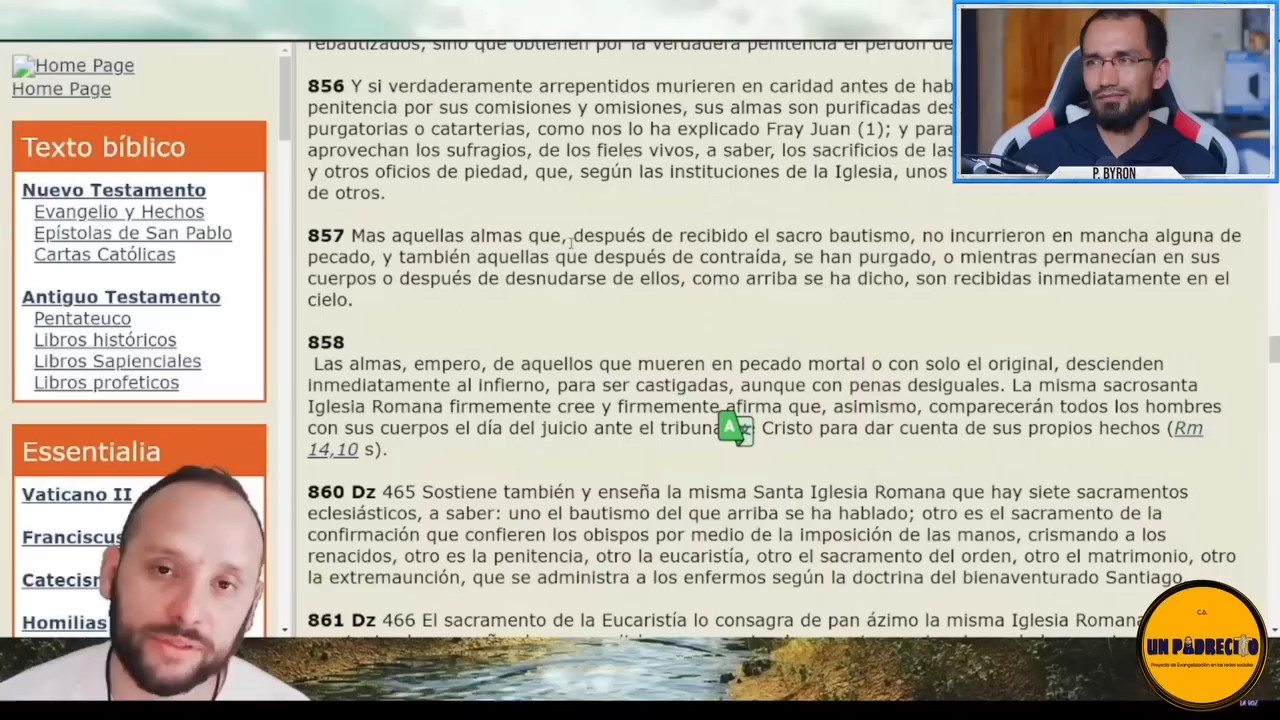 Home Page
Home Page
Texto bíblico
Nuevo Testamento
Evangelio y Hechos
Epístolas de San Pablo
Cartas Católicas
Antiguo Testamento
Pentateuco
Libros históricos
Libros Sapienciales
Libros profeticos
Essentialia
Vaticano II
Franciscus
Catecis
Homilias
rebautizados, sino que obtienen por la verdadera penitencia el perdón de
856 Y si verdaderamente arrepentidos murieren en caridad antes de hab
penitencia por sus comisiones y omisiones, sus almas son purificadas des
purgatorias o catarterias, como nos lo ha explicado Fray Juan (1); y para
aprovechan los sufragios, de los fieles vivos, a saber, los sacrificios de las
y otros oficios de piedad, que, según las instituciones de la Iglesia, unos
de otros.
857 Mas aquellas almas que, después de recibido el sacro bautismo, no incurrieron en mancha alguna de
pecado, y también aquellas que después de contraída, se han purgado, o mientras permanecían en sus
cuerpos o después de desnudarse de ellos, como arriba se ha dicho, son recibidas inmediatamente en el
cielo.
858
Las almas, empero, de aquellos que mueren en pecado mortal o con solo el original, descienden
inmediatamente al infierno, para ser castigadas, aunque con penas desiguales. La misma sacrosanta
Iglesia Romana firmemente cree y firmemente afirma que, asimismo, comparecerán todos los hombres
con sus cuerpos el día del juicio ante el tribuna Cristo para dar cuenta de sus propios hechos (Rm
14,10 s).
860 Dz 465 Sostiene también y enseña la misma Santa Iglesia Romana que hay siete sacramentos
eclesiásticos, a saber: uno el bautismo del que arriba se ha hablado; otro es el sacramento de la
confirmación que confieren los obispos por medio de la imposición de las manos, crismando a los
renacidos, otro es la penitencia, otro la eucaristía, otro el sacramento del orden, otro el matrimonio, otro
la extremaunción, que se administra a los enfermos según la doctrina del bienaventurado Santiago
861 Dz 466 El sacramento de la Eucaristía lo consagra de pan ázimo la misma Iglesia Romana
P. BYRON
A
C.A.
UN PADRECITO
Proyecto de Evangelización en las redes sociales
LA VOZ